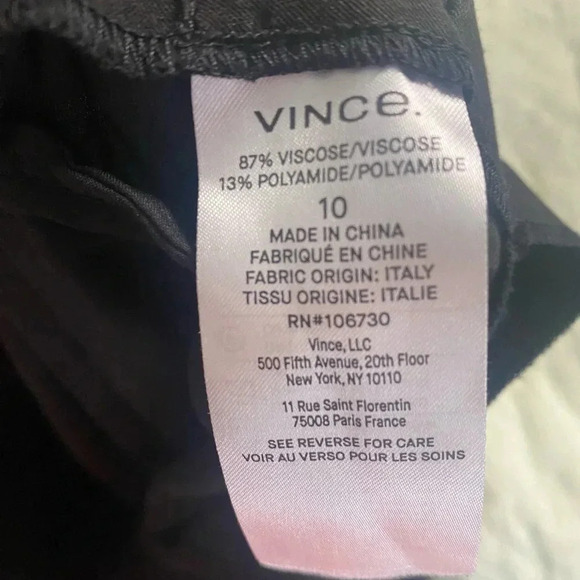 VINCe.
87% VISCOSE/VISCOSE
13% POLYAMIDE/POLYAMIDE
10
MADE IN CHINA
FABRIQUÉ EN CHINE
FABRIC ORIGIN: ITALY
TISSU ORIGINE: ITALIE
RN#106730
Vince, LLC
500 Fifth Avenue, 20th Floor
New York, NY 10110
11 Rue Saint Florentin
75008 Paris France
SEE REVERSE FOR CARE
VOIR AU VERSO POUR LES SOINS